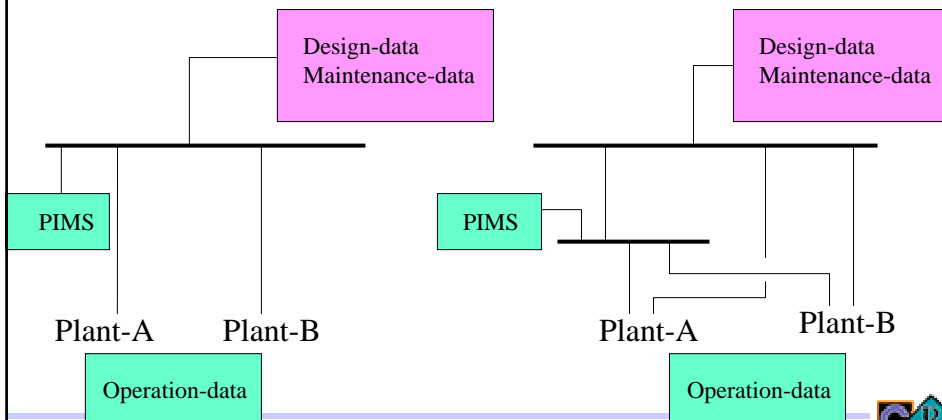 Design-data
Maintenance-data
PIMS
Plant-A
Plant-B
Operation-data
Design-data
Maintenance-data
PIMS
Plant-A
Plant-B
Operation-data